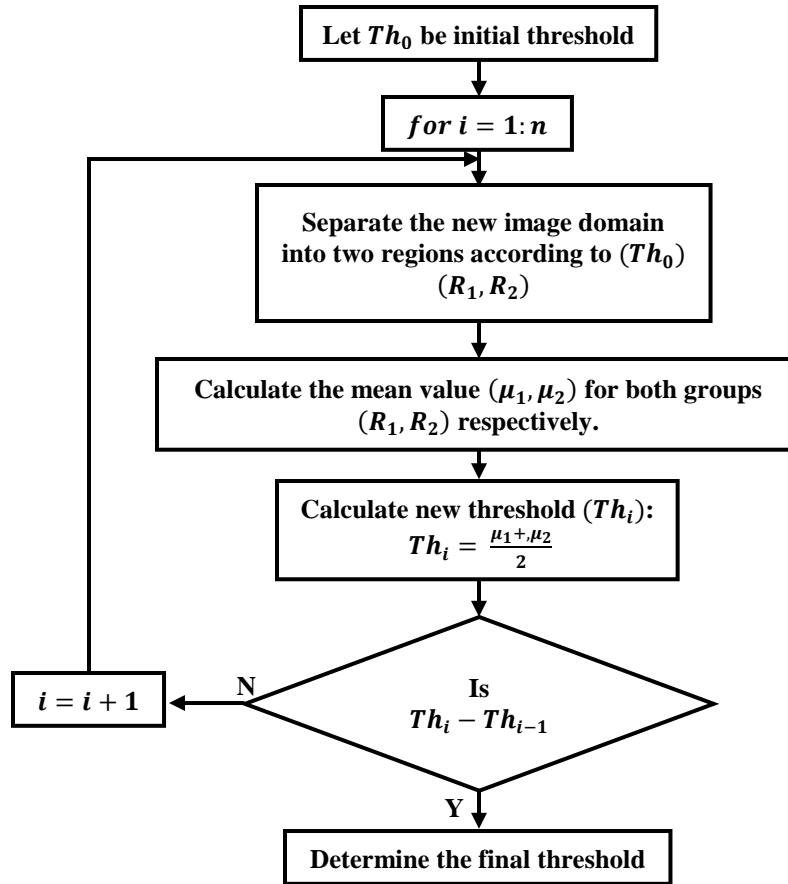 Let Th₀ be initial threshold
for i = 1: n
Separate the new image domain
into two regions according to (Th₀)
(R₁, R₂)
Calculate the mean value (μ₁, μ₂) for both groups
(R₁, R₂) respectively.
Calculate new threshold (Thᵢ):
Thᵢ = μ₁+,μ₂ / 2
Is
Thᵢ − Thᵢ₋₁
N
i = i + 1
Y
Determine the final threshold